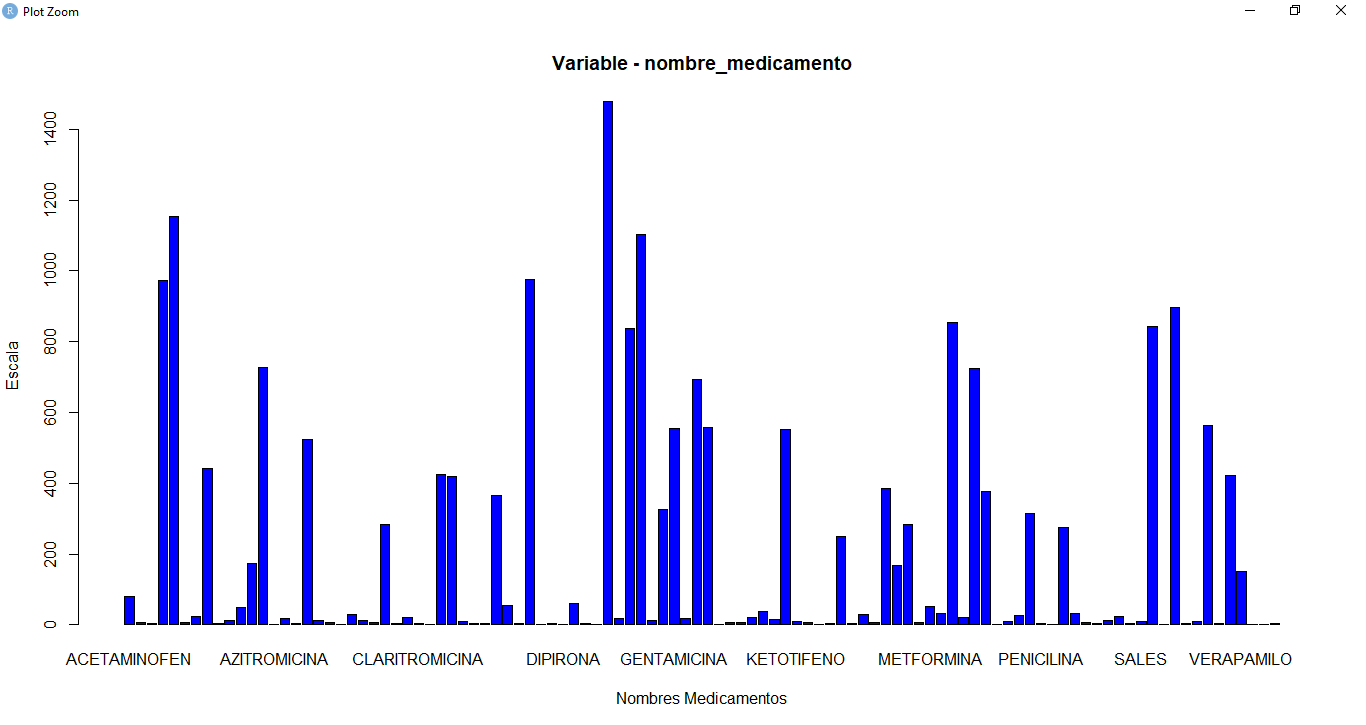 R Plot Zoom
Variable - nombre_medicamento
Escala
1400
1200
1000
800
600
400
200
0
ACETAMINOFEN AZITROMICINA CLARITROMICINA DIPIRONA GENTAMICINA KETOTIFENO METFORMINA PENICILINA SALES VERAPAMILO
Nombres Medicamentos